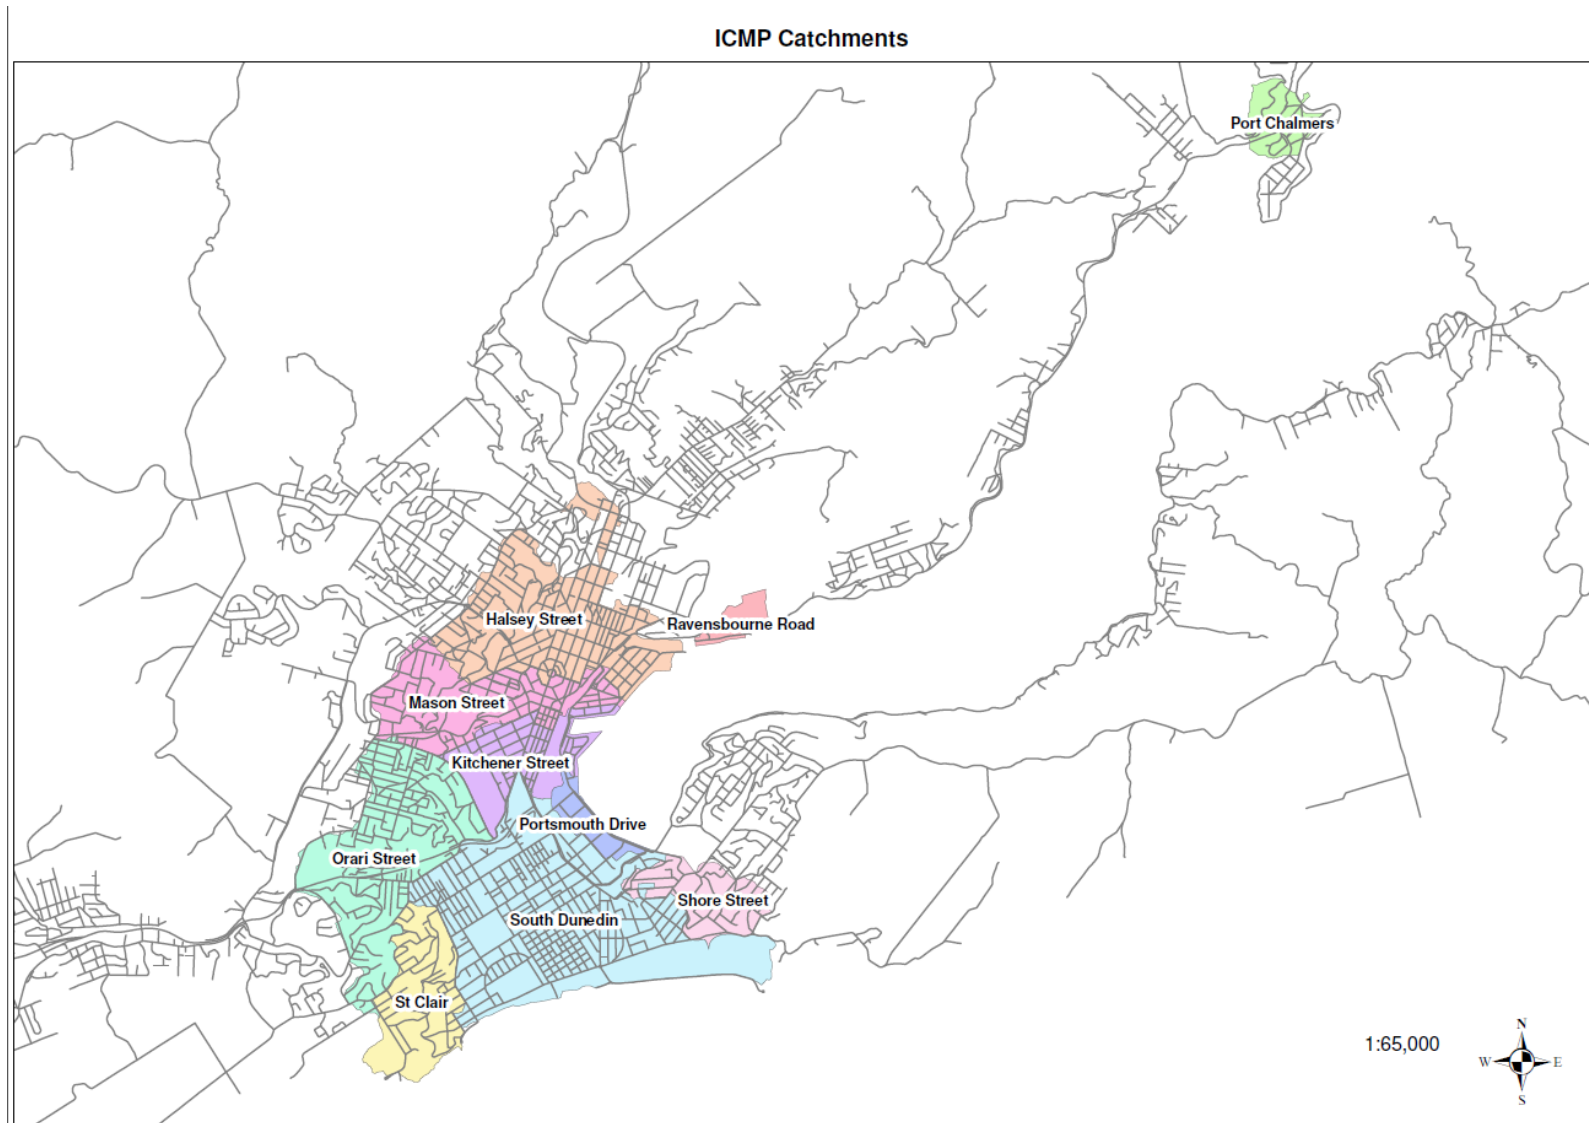 ICMP Catchments
Port Chalmers
Halsey Street
Ravensbourne Road
Mason Street
Kitchener Street
Portsmouth Drive
Orari Street
Shore Street
South Dunedin
St Clair
1:65,000
N
W
E
S